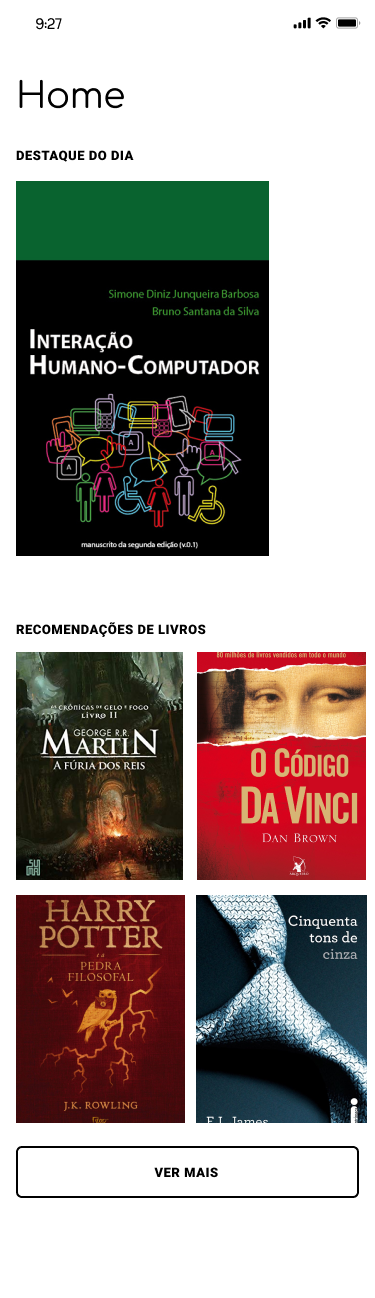 9:27
Home
DESTAQUE DO DIA
Simone Diniz Junqueira Barbosa
Bruno Santana da Silva
INTERAÇÃO
HUMANO-COMPUTADOR
A
A
A
manuscrito da segunda edição (v.0.1)
RECOMENDAÇÕES DE LIVROS
AS CRÔNICAS DE GELO E FOGO
LIVRO II
GEORGE R.R.
MARTIN
A FÚRIA DOS REIS
80 milhões de livros vendidos em todo o mundo
O CÓDIGO
DA VINCI
DAN BROWN
HARRY
POTTER
E A
PEDRA
FILOSOFAL
J.K. ROWLING
Cinquenta
tons de
cinza
E L James
VER MAIS